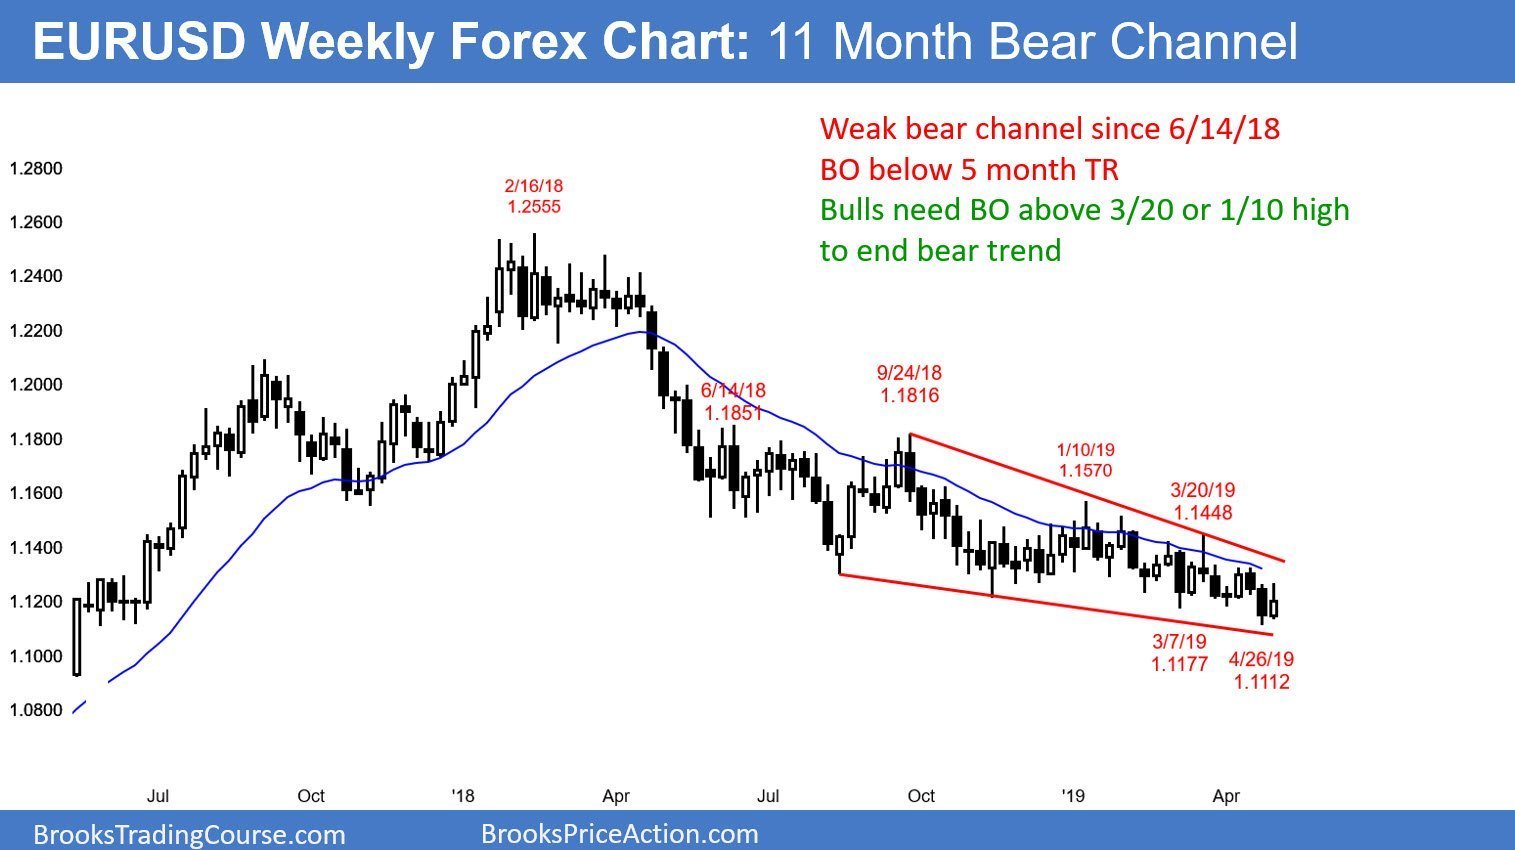 EURUSD Weekly Forex Chart: 11 Month Bear Channel
Weak bear channel since 6/14/18
BO below 5 month TR
Bulls need BO above 3/20 or 1/10 high
to end bear trend
1.2800
1.2600
1.2400
1.2200
1.2000
1.1800
1.1600
1.1400
1.1200
1.1000
1.0800
2/16/18
1.2555
6/14/18
1.1851
9/24/18
1.1816
1/10/19
1.1570
3/20/19
1.1448
3/7/19
1.1177
4/26/19
1.1112
Jul
Oct
'18
Apr
Jul
Oct
'19
Apr
BrooksTradingCourse.com
BrooksPriceAction.com